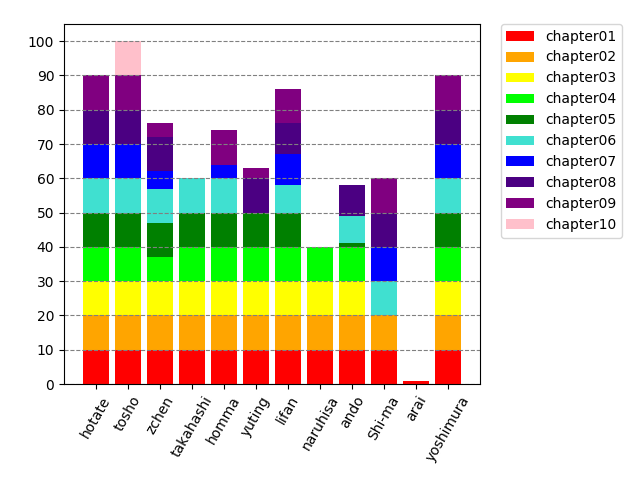 100
90
80
70
60
50
40
30
20
10
0
hotate
tosho
zchen
takahashi
homma
yuting
lifan
naruhisa
ando
Shi-ma
arai
yoshimura
chapter01
chapter02
chapter03
chapter04
chapter05
chapter06
chapter07
chapter08
chapter09
chapter10